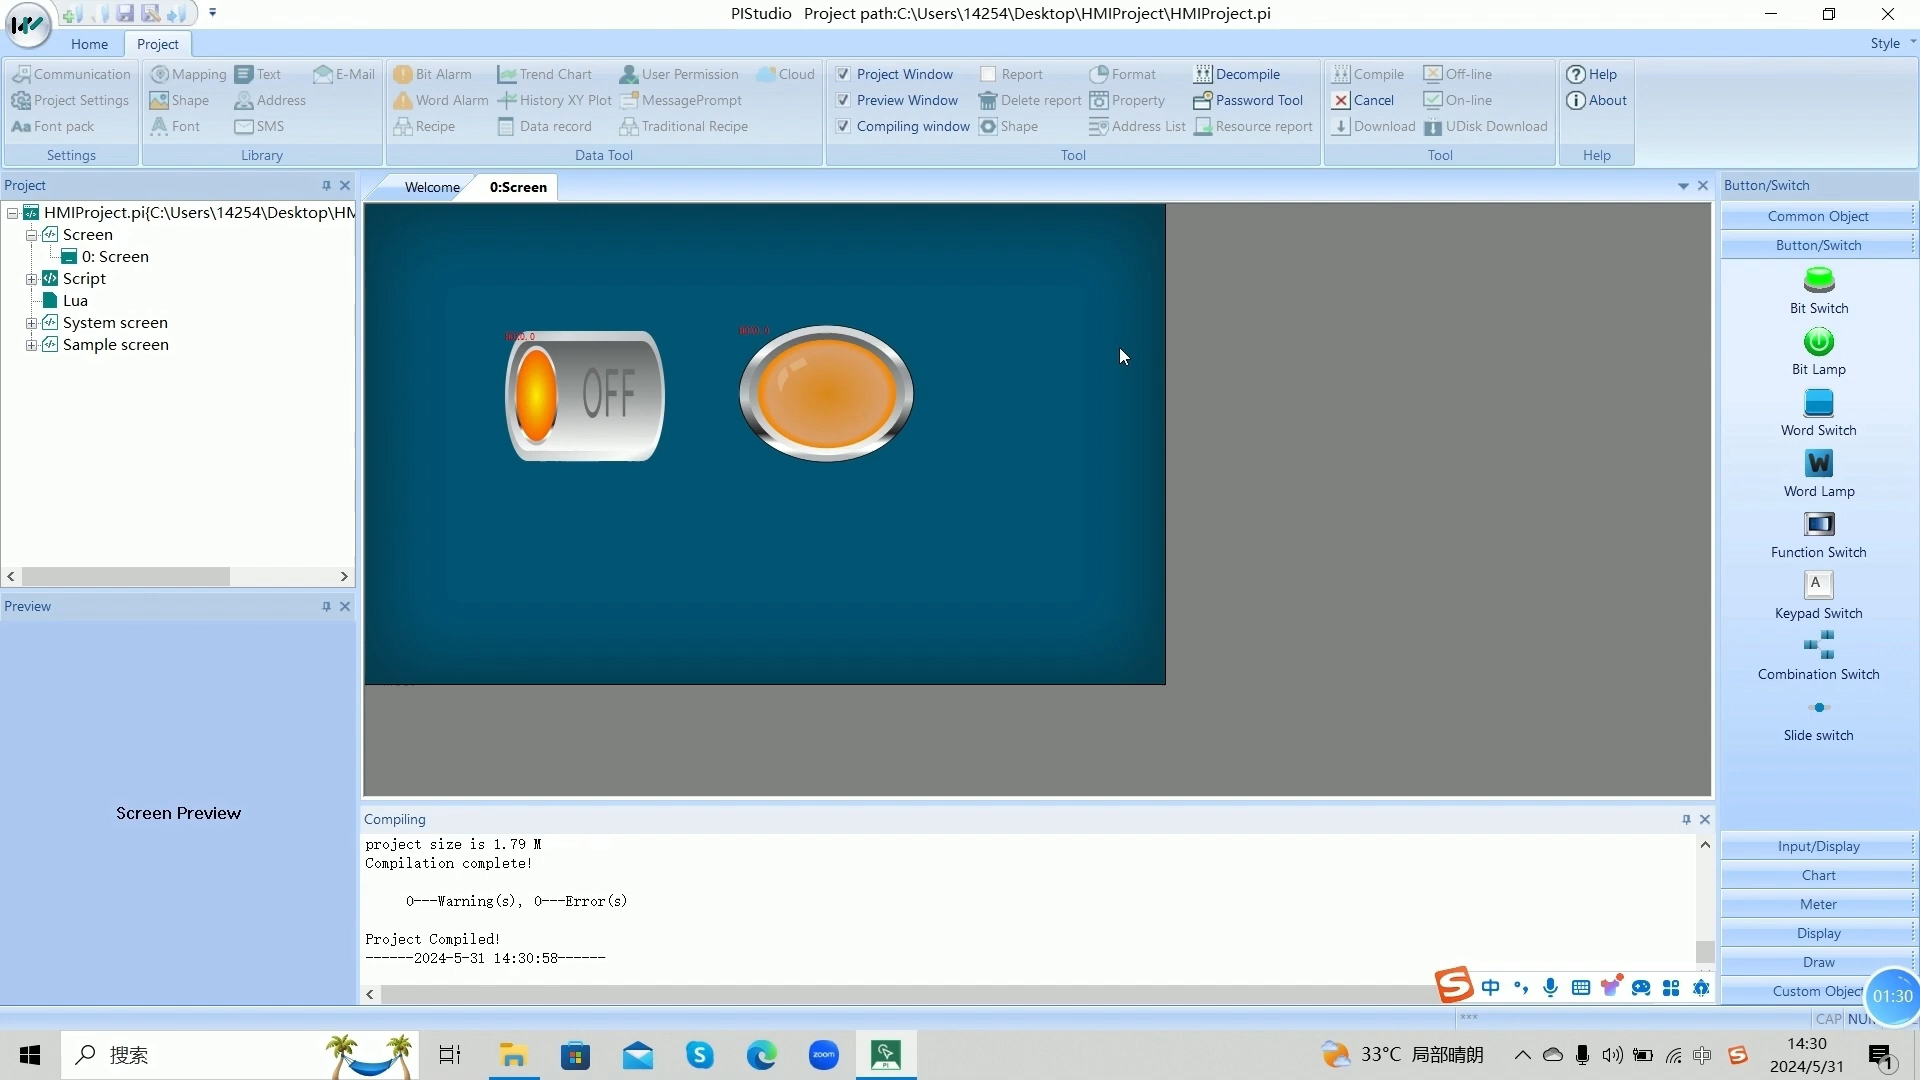 PIStudio Project path:C:\Users\14254\Desktop\HMIProject\HMIProject.pi
Home
Project
Style
Communication
Project Settings
Font pack
Settings
Mapping
Text
E-Mail
Shape
Address
Font
SMS
Library
Bit Alarm
Trend Chart
User Permission
Cloud
Word Alarm
History XY Plot
MessagePrompt
Recipe
Data record
Traditional Recipe
Data Tool
Project Window
Report
Format
Decompile
Preview Window
Delete report
Property
Password Tool
Compiling window
Shape
Address List
Resource report
Tool
Compile
Off-line
Cancel
On-line
Download
UDisk Download
Tool
Help
About
Help
Project
HMIProject.pi{C:\Users\14254\Desktop\HM
Screen
0: Screen
Script
Lua
System screen
Sample screen
Preview
Screen Preview
Welcome
0:Screen
OFF
Compiling
project size is 1.79 M
Compilation complete!
0---Warning(s), 0---Error(s)
Project Compiled!
------2024-5-31 14:30:58------
Button/Switch
Common Object
Button/Switch
Bit Switch
Bit Lamp
Word Switch
W
Word Lamp
Function Switch
A
Keypad Switch
Combination Switch
Slide switch
Input/Display
Chart
Meter
Display
Draw
Custom Object
01:30
中
***
CAP
搜索
zoom
PI
33°C 局部晴朗
中
14:30
2024/5/31
1